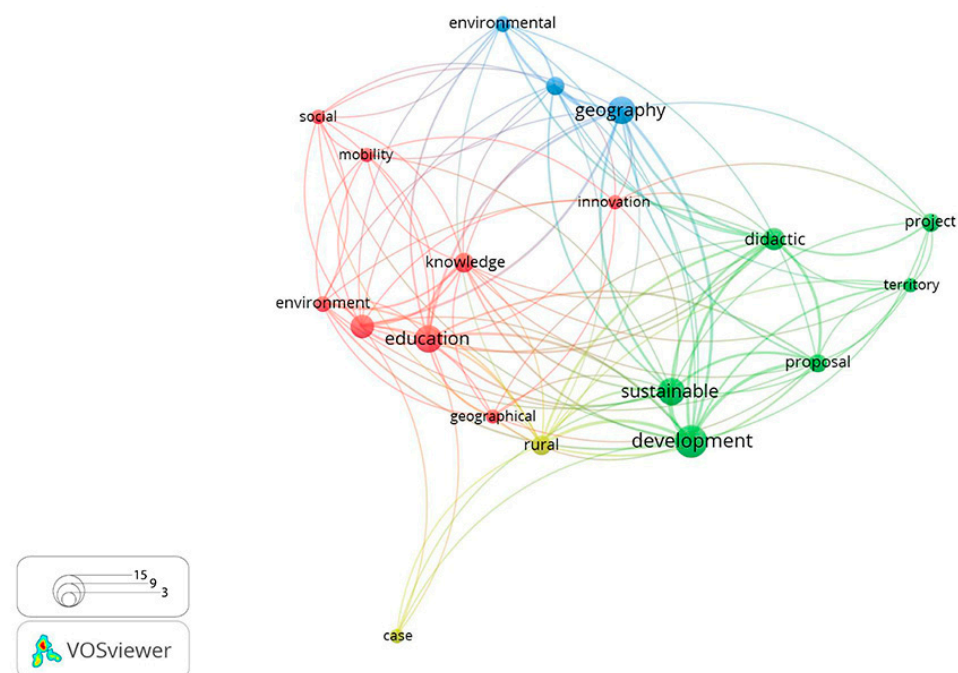 environmental
geography
social
mobility
innovation
project
didactic
knowledge
territory
environment
education
proposal
sustainable
geographical
development
rural
15
9
3
case
VOSviewer